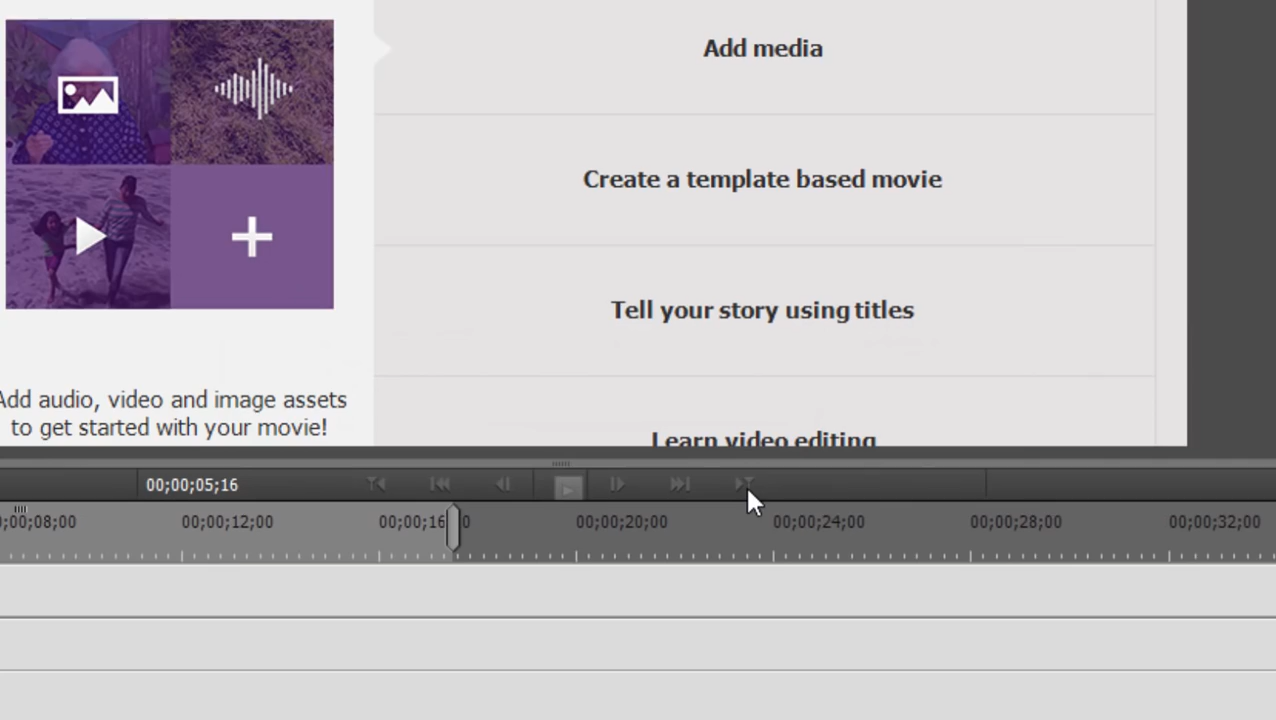 Add media
Create a template based movie
Tell your story using titles
Add audio, video and image assets
to get started with your movie!
Learn video editing
00;00;05;16
;00;08;00 00;00;12;00 00;00;16 0 00;00;20;00 00;00;24;00 00;00;28;00 00;00;32;00